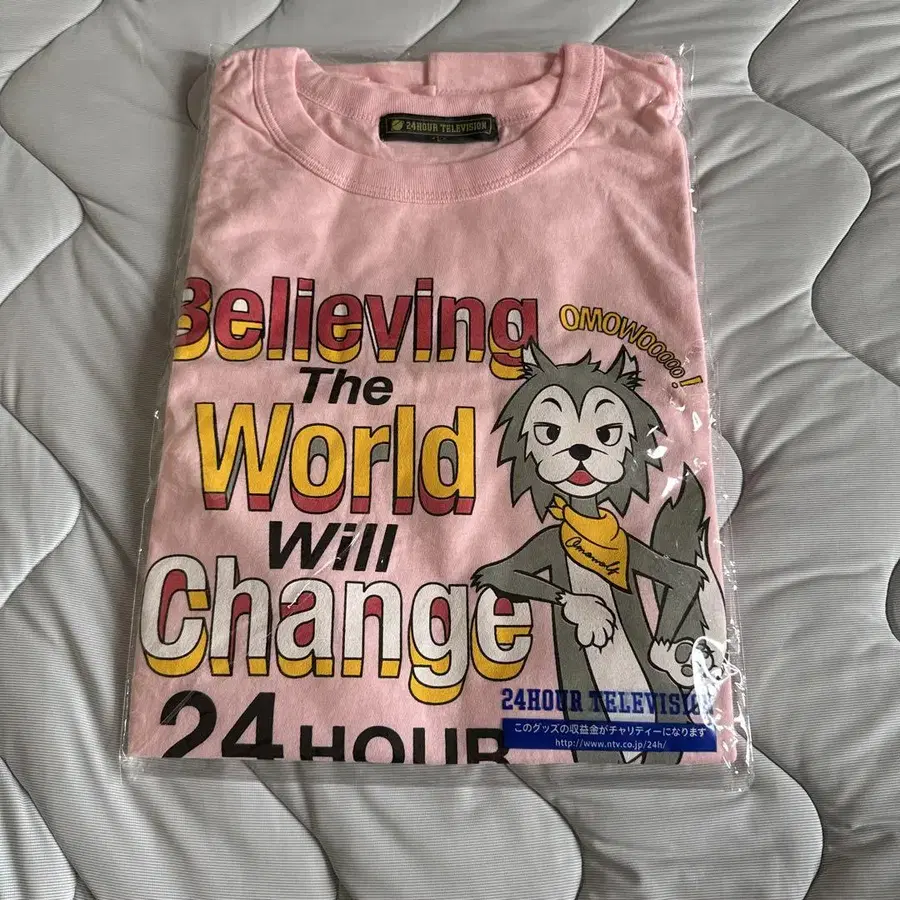 24HOUR TELEVISION
L
Believing
OMOWOOOOO!
The
World
Will
Change
Omowolf
24 HOUR
24HOUR TELEVISION
このグッズの収益金がチャリティーになります
http://www.ntv.co.jp/24h/